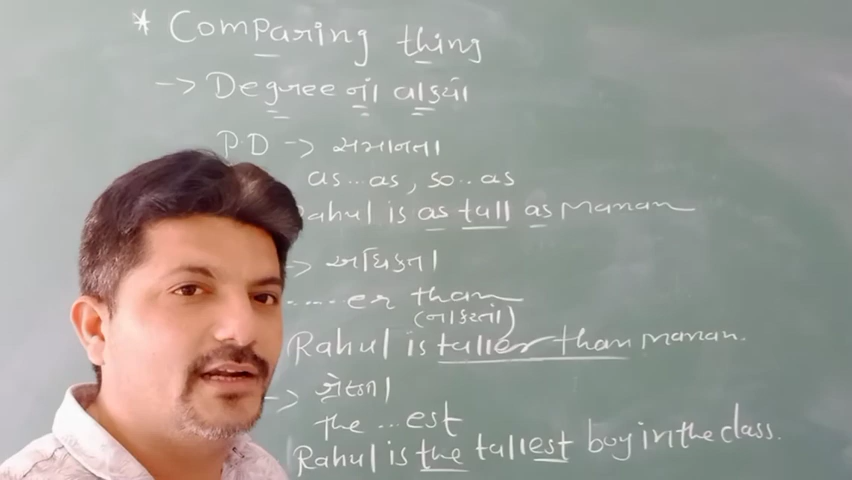 * Comparing thing
-> Degree નાં વાક્યો
P.D -> સમાનતા
as...as, so..as
Rahul is as tall as Manan
-> અધિકતા
.....er than
(ના કરતાં)
Rahul is taller than manan.
-> શ્રેષ્ઠતા
the ...est
Rahul is the tallest boy in the class.